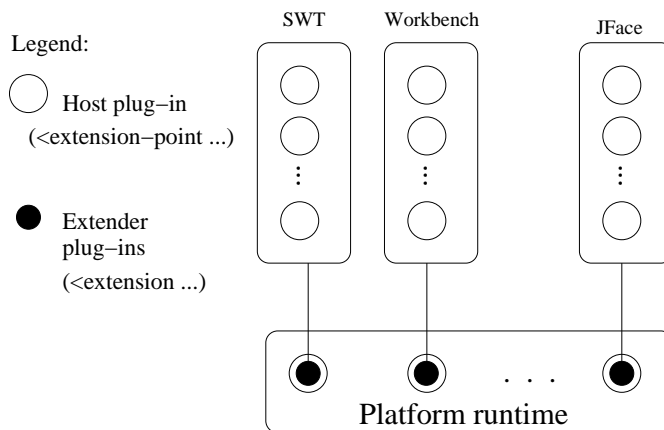 SWT
Workbench
JFace
Legend:
Host plug−in
(<extension−point ...)
Extender
plug−ins
(<extension ...)
. . .
Platform runtime